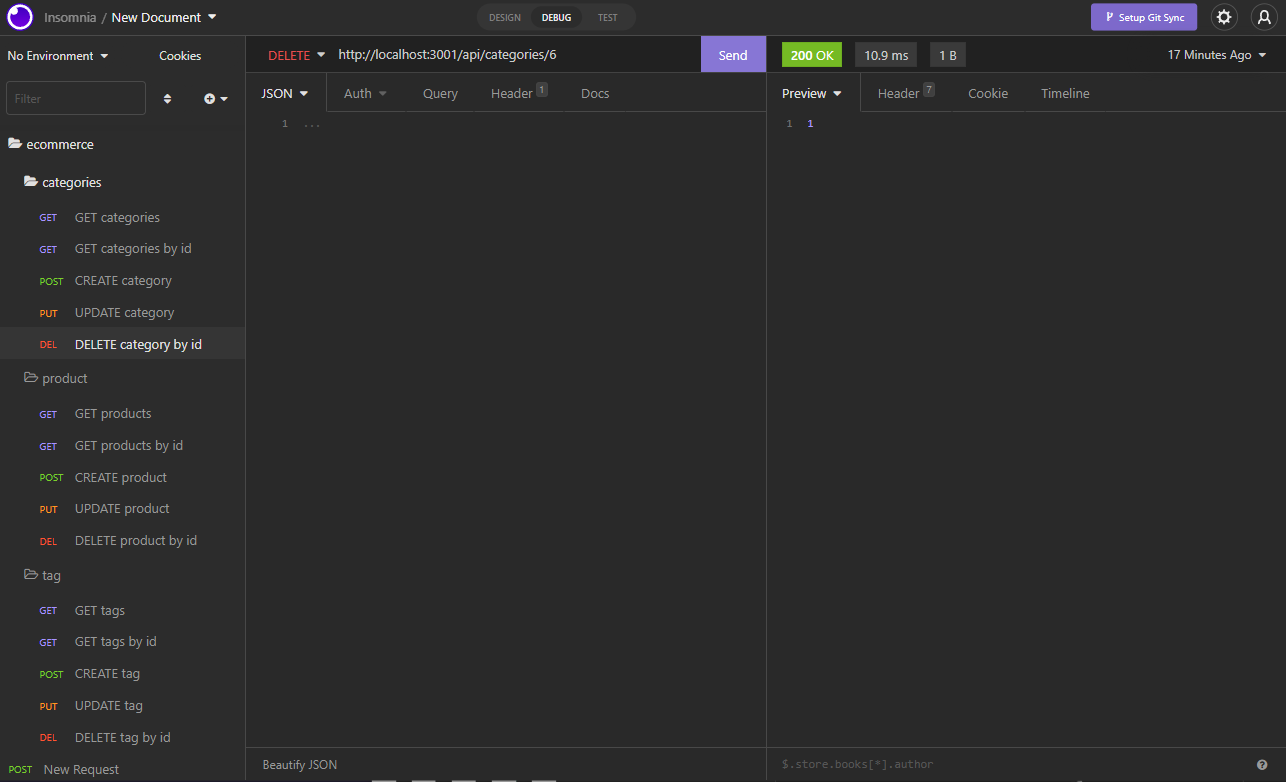 Insomnia / New Document
DESIGN DEBUG TEST
Setup Git Sync
No Environment Cookies
DELETE http://localhost:3001/api/categories/6 Send
200 OK 10.9 ms 1 B 17 Minutes Ago
Filter
JSON Auth Query Header 1 Docs
Preview Header 7 Cookie Timeline
1 ...
1 1
ecommerce
categories
GET GET categories
GET GET categories by id
POST CREATE category
PUT UPDATE category
DEL DELETE category by id
product
GET GET products
GET GET products by id
POST CREATE product
PUT UPDATE product
DEL DELETE product by id
tag
GET GET tags
GET GET tags by id
POST CREATE tag
PUT UPDATE tag
DEL DELETE tag by id
POST New Request
Beautify JSON
$.store.books[*].author
?